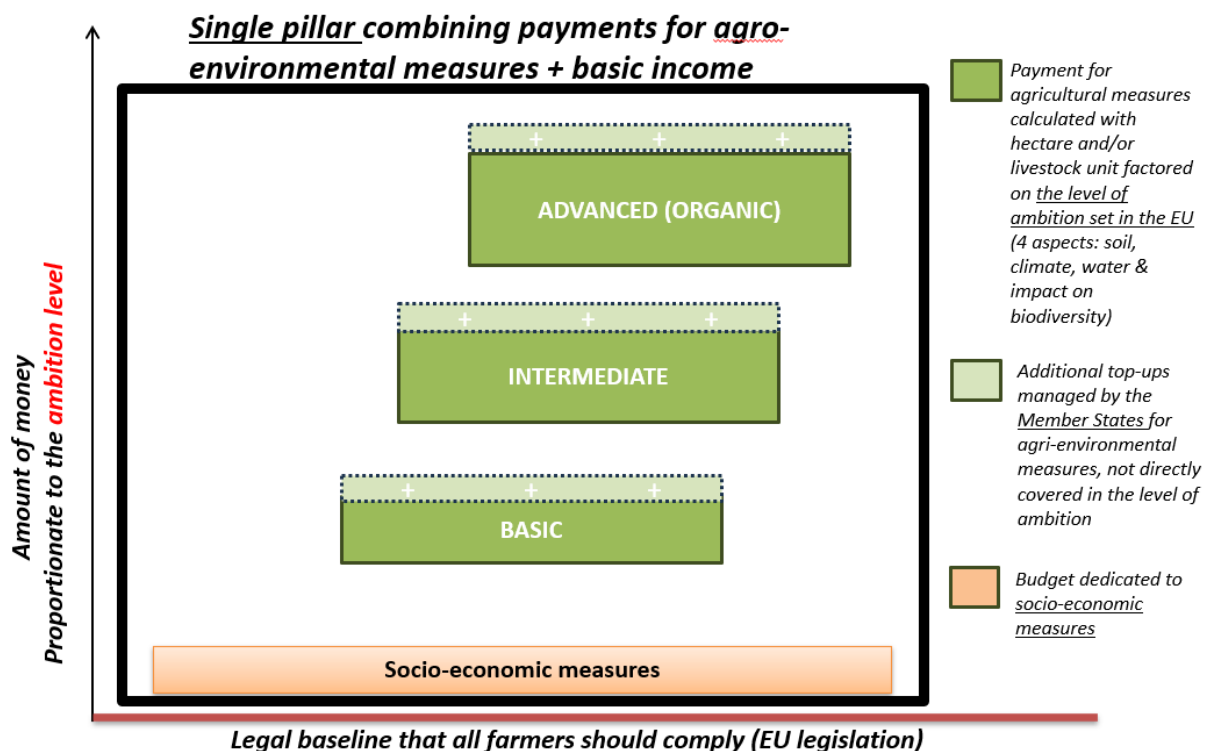 Single pillar combining payments for agro-
environmental measures + basic income
Amount of money
Proportionate to the ambition level
+ + +
ADVANCED (ORGANIC)
+ + +
INTERMEDIATE
+ + +
BASIC
Socio-economic measures
Legal baseline that all farmers should comply (EU legislation)
Payment for
agricultural measures
calculated with
hectare and/or
livestock unit factored
on the level of
ambition set in the EU
(4 aspects: soil,
climate, water &
impact on
biodiversity)
Additional top-ups
managed by the
Member States for
agri-environmental
measures, not directly
covered in the level of
ambition
Budget dedicated to
socio-economic
measures